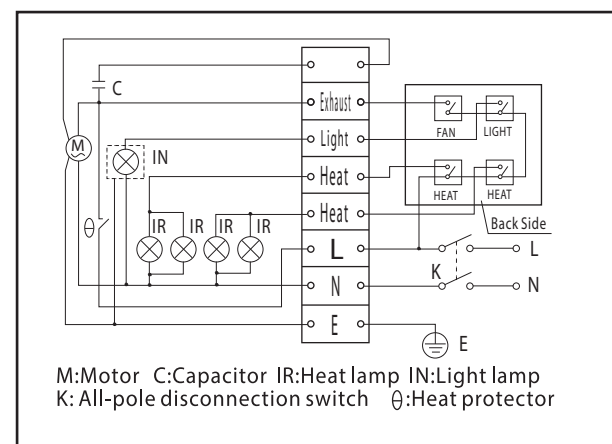 C
Exhaust
FAN LIGHT
M
IN
Light
Heat
HEAT HEAT
IR IR IR IR
Heat
Back Side
θ
L
L
K
N
N
E
E
M:Motor C:Capacitor IR:Heat lamp IN:Light lamp
K: All-pole disconnection switch θ:Heat protector